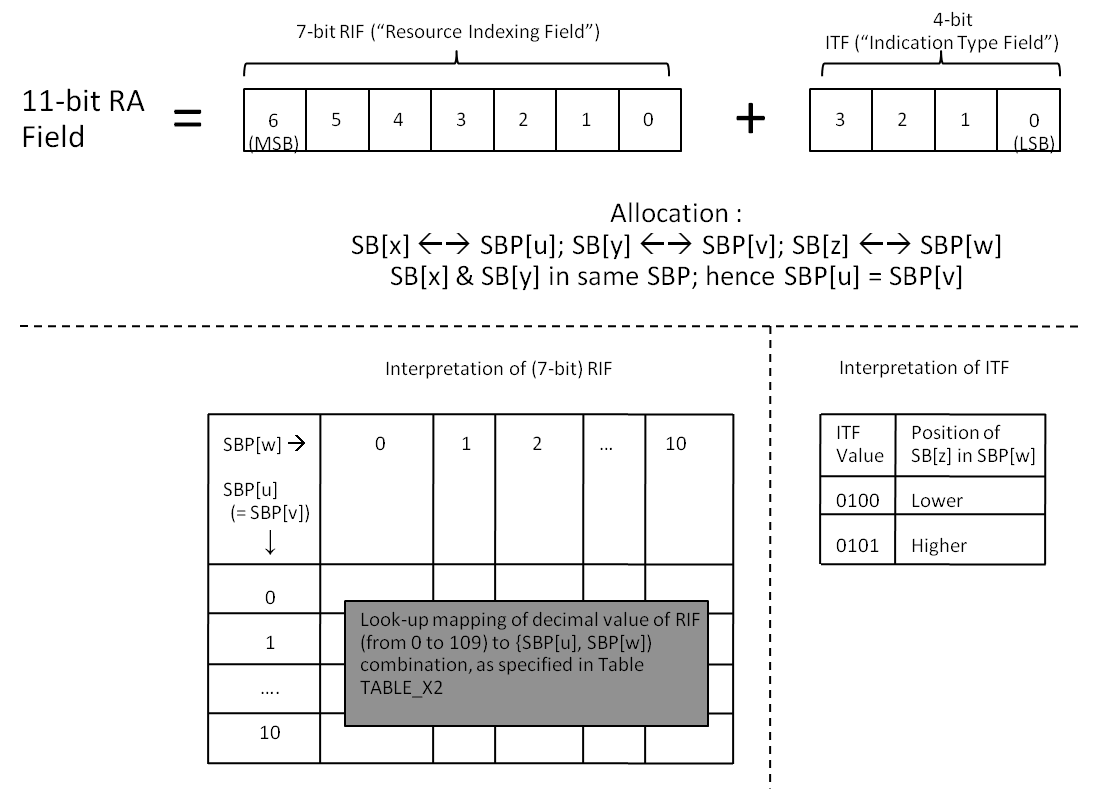 7-bit RIF (“Resource Indexing Field”)
4-bit
ITF (“Indication Type Field”)
11-bit RA
Field
=
6
(MSB)
5
4
3
2
1
0
+
3
2
1
0
(LSB)
Allocation :
SB[x] ←→ SBP[u]; SB[y] ←→ SBP[v]; SB[z] ←→ SBP[w]
SB[x] & SB[y] in same SBP; hence SBP[u] = SBP[v]
Interpretation of (7-bit) RIF
SBP[w] →
0
1
2
...
10
SBP[u]
(= SBP[v])
↓
0
1
....
10
Look-up mapping of decimal value of RIF
(from 0 to 109) to {SBP[u], SBP[w])
combination, as specified in Table
TABLE_X2
Interpretation of ITF
ITF
Value
Position of
SB[z] in SBP[w]
0100
Lower
0101
Higher